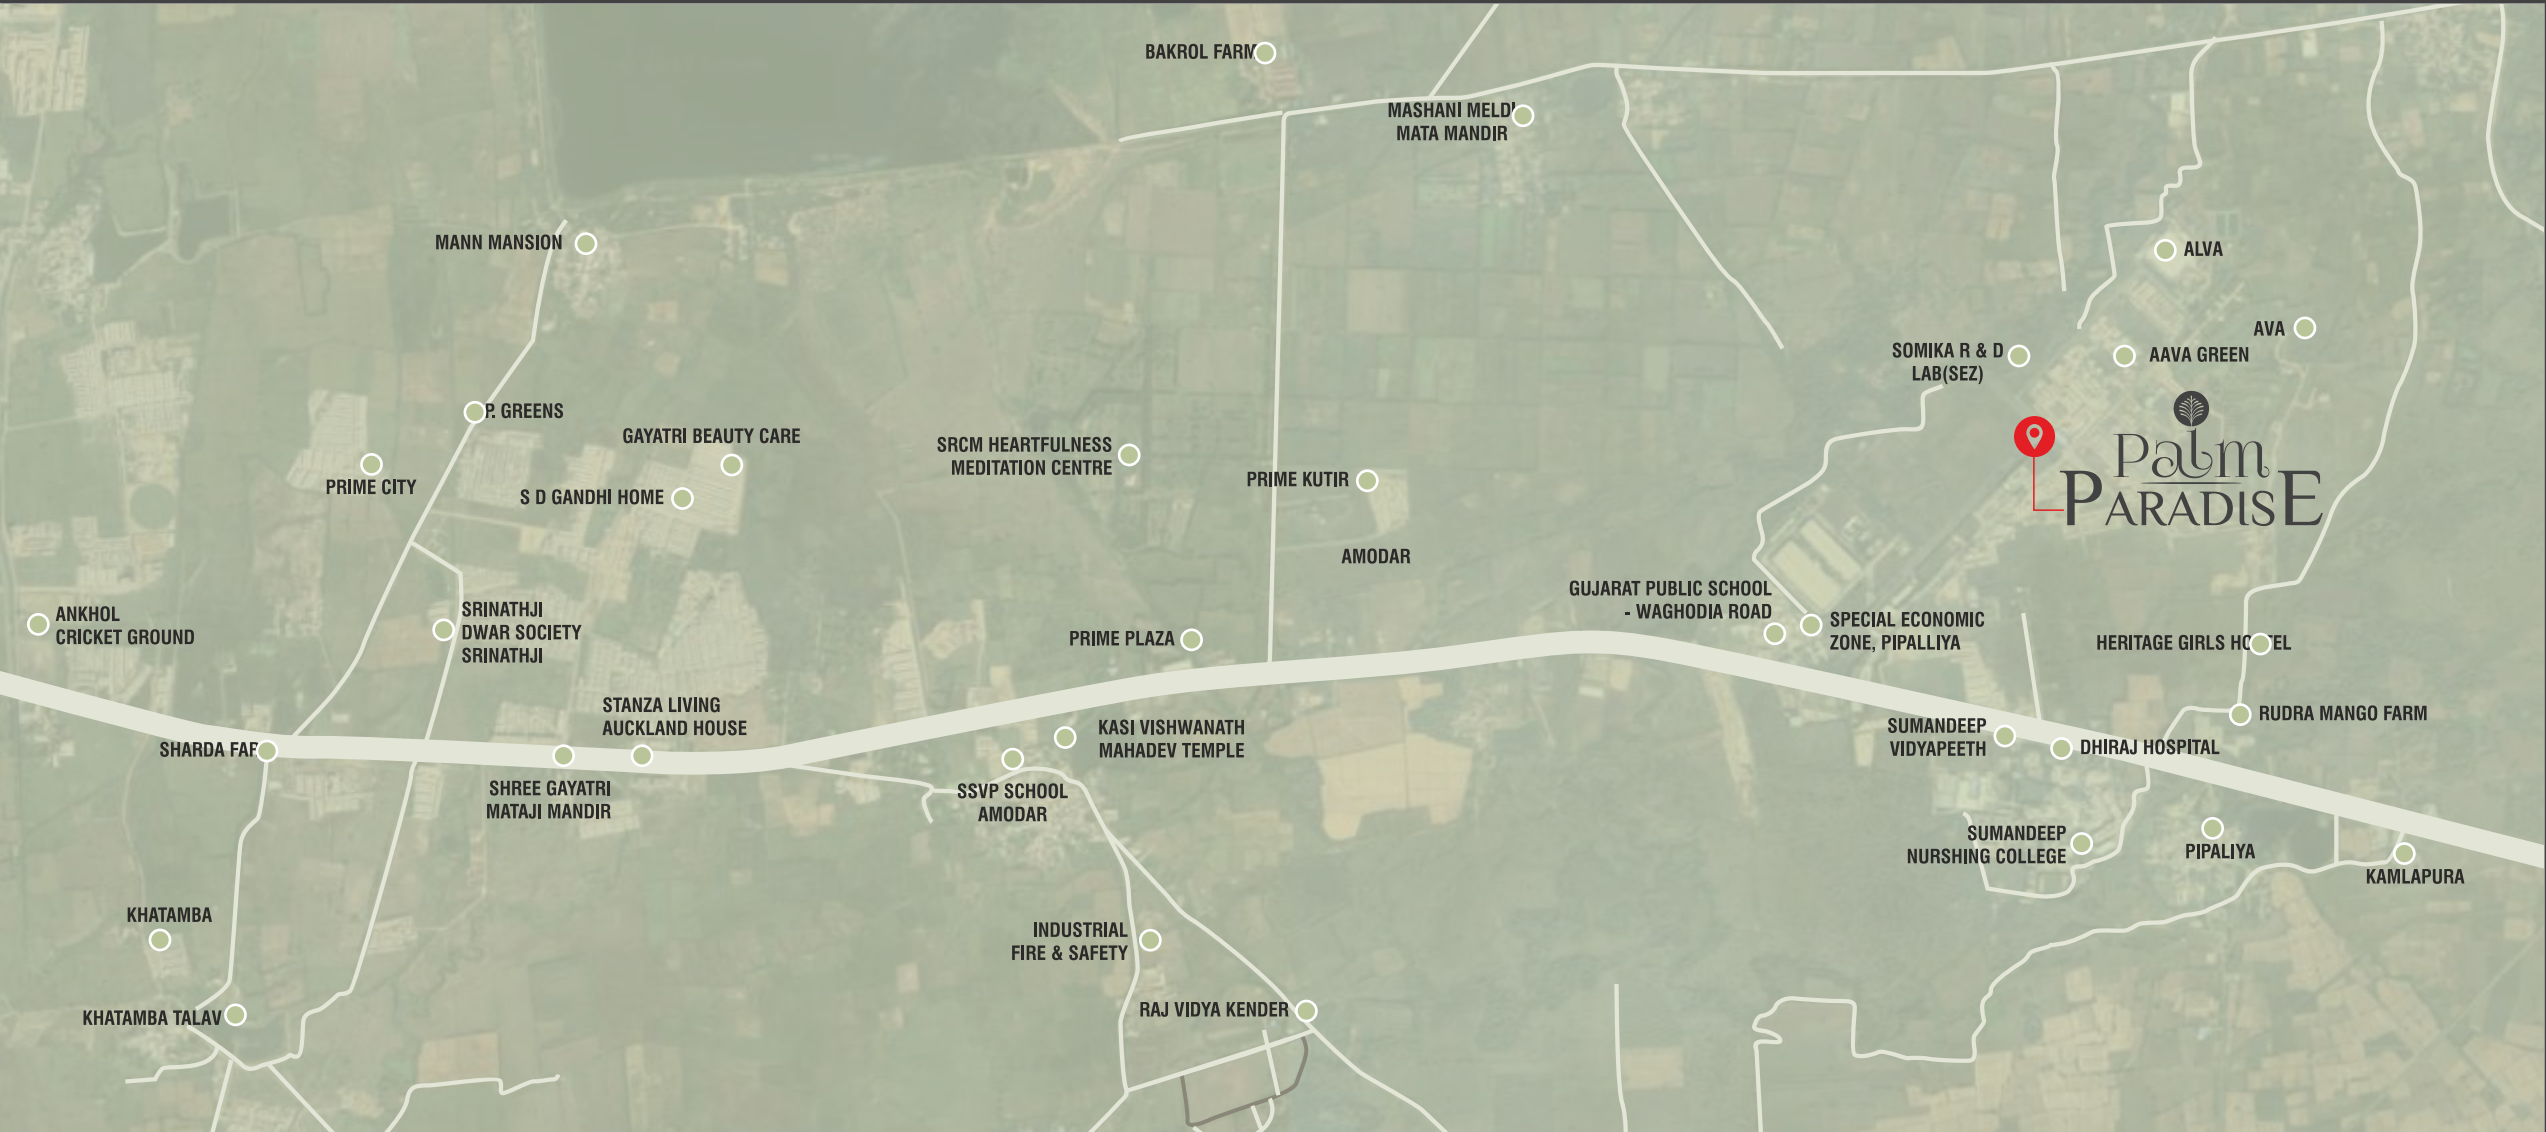 BAKROL FARM
MASHANI MELDI
MATA MANDIR
MANN MANSION
ALVA
AVA
SOMIKA R & D
LAB(SEZ)
AAVA GREEN
P. GREENS
GAYATRI BEAUTY CARE
SRCM HEARTFULNESS
MEDITATION CENTRE
PRIME CITY
S D GANDHI HOME
PRIME KUTIR
Palm
PARADISE
AMODAR
GUJARAT PUBLIC SCHOOL
- WAGHODIA ROAD
SPECIAL ECONOMIC
ZONE, PIPALLIYA
ANKHOL
CRICKET GROUND
SRINATHJI
DWAR SOCIETY
SRINATHJI
PRIME PLAZA
HERITAGE GIRLS HOSTEL
STANZA LIVING
AUCKLAND HOUSE
KASI VISHWANATH
MAHADEV TEMPLE
RUDRA MANGO FARM
SUMANDEEP
VIDYAPEETH
DHIRAJ HOSPITAL
SHARDA
SHREE GAYATRI
MATAJI MANDIR
SSVP SCHOOL
AMODAR
SUMANDEEP
NURSHING COLLEGE
PIPALIYA
KAMLAPURA
KHATAMBA
INDUSTRIAL
FIRE & SAFETY
KHATAMBA TALAV
RAJ VIDYA KENDER